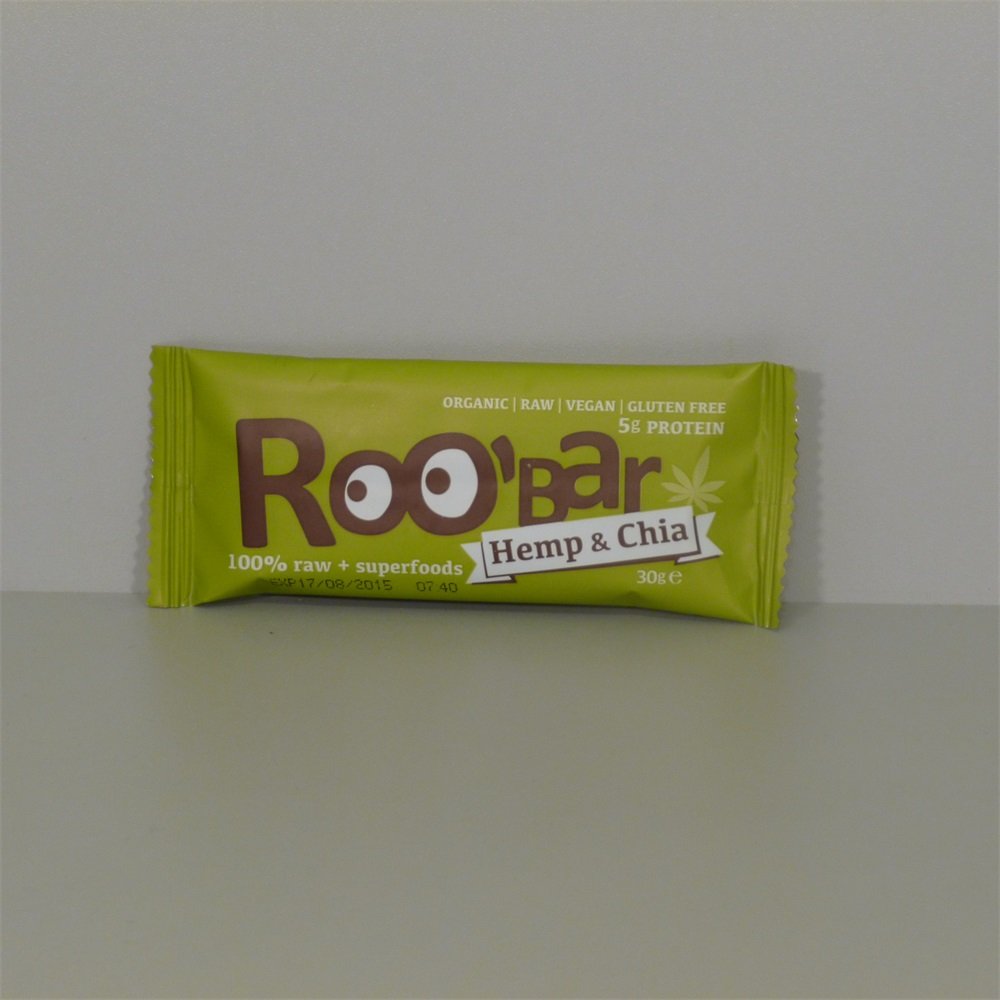 ORGANIC | RAW | VEGAN | GLUTEN FREE
5g PROTEIN
Roo'Bar
Hemp & Chia
100% raw + superfoods
30g e
EXP17/08/2015 07 40